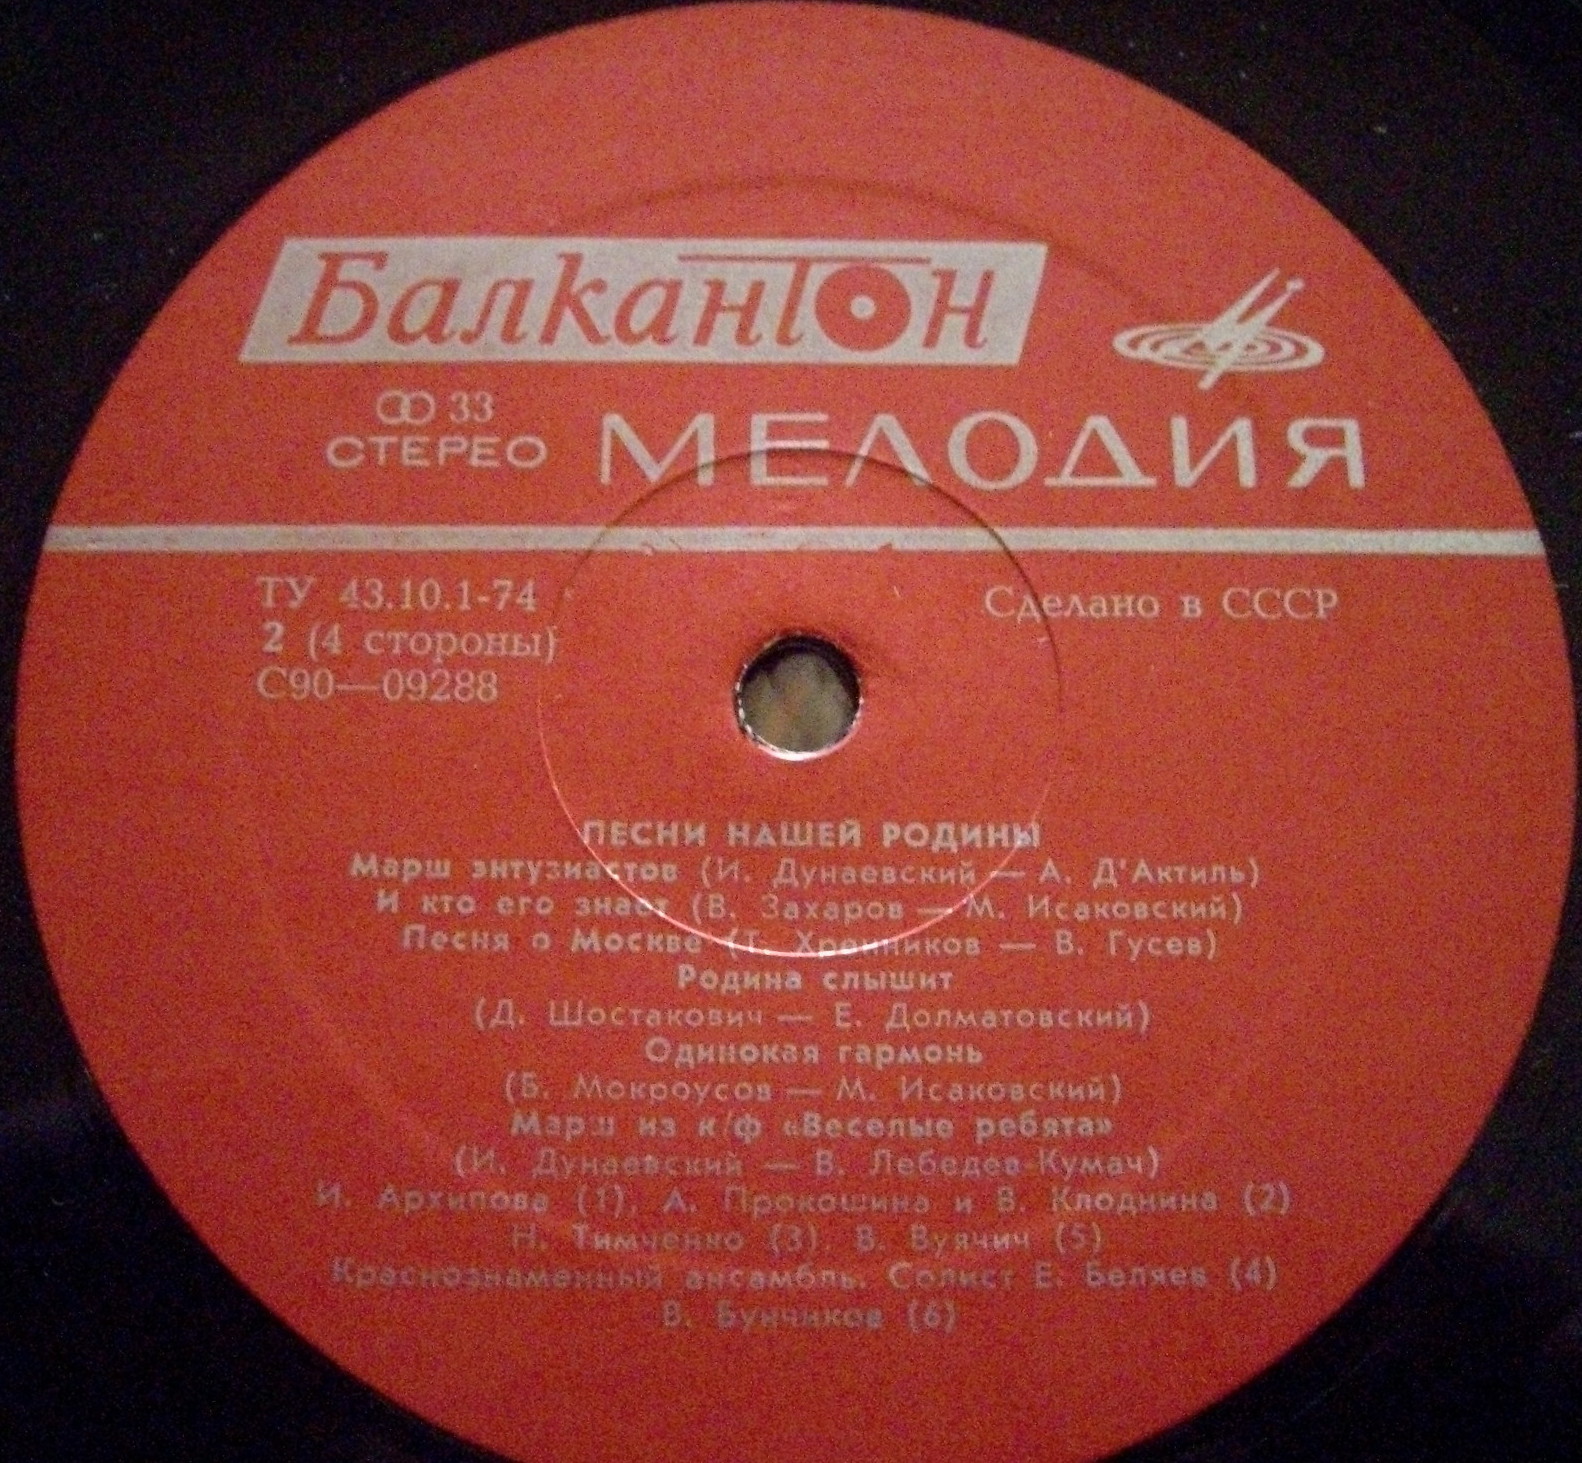 Балкантон
33
СТЕРЕО
МЕЛОДИЯ
ТУ 43.10.1-74
2 (4 стороны)
С90—09288
Сделано в СССР
ПЕСНИ НАШЕЙ РОДИНЫ
Марш энтузиастов (И. Дунаевский — А. Д'Актиль)
И кто его знает (В. Захаров — М. Исаковский)
Песня о Москве (Т. Хренников — В. Гусев)
Родина слышит
(Д. Шостакович — Е. Долматовский)
Одинокая гармонь
(Б. Мокроусов — М. Исаковский)
Марш из к/ф «Веселые ребята»
(И. Дунаевский — В. Лебедев-Кумач)
И. Архипова (1), А. Прокошина и В. Клоднина (2)
Н. Тимченко (3), В. Вуячич (5)
Краснознаменный ансамбль. Солист Е. Беляев (4)
В. Бунчиков (6)